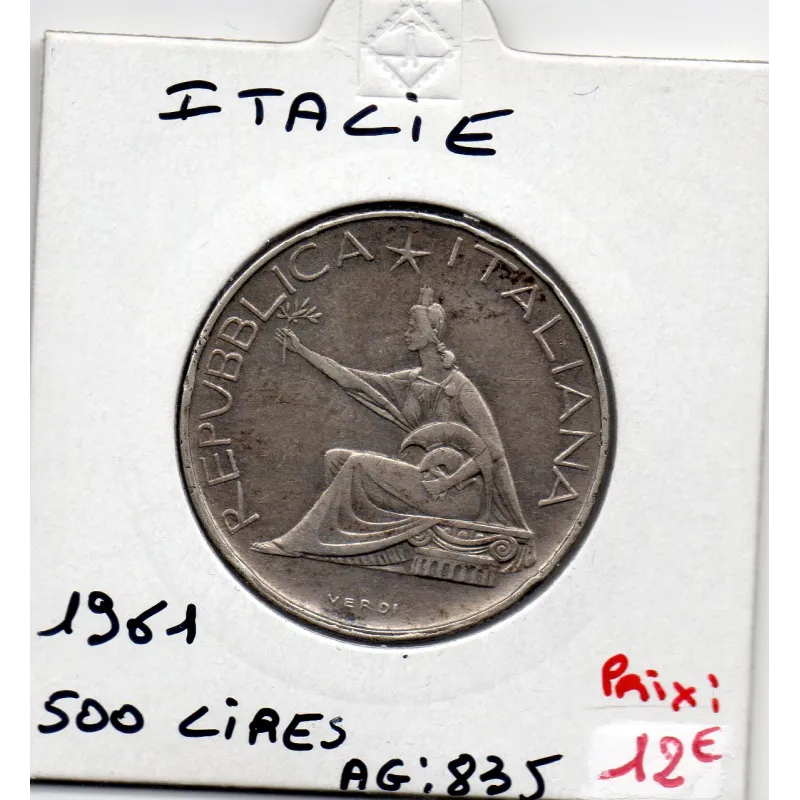 ITALIE
REPUBBLICA ★ ITALIANA
VERDI
1961
500 LIRES
AG: 835
Prix:
12€